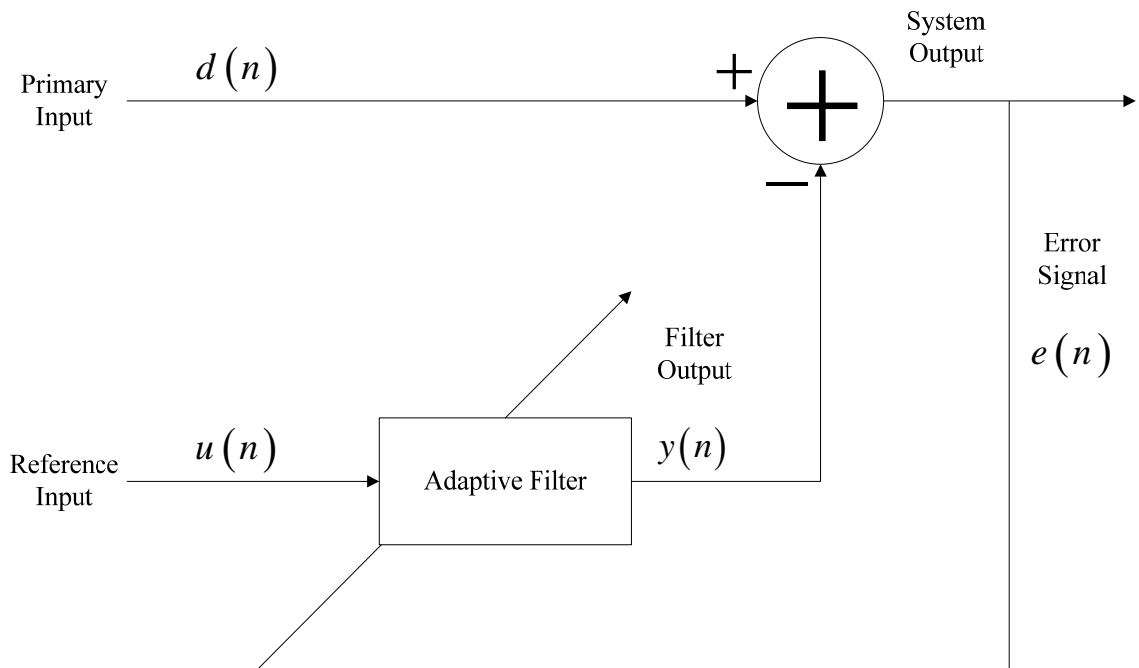 System
Output
d(n)
+
+
Primary
Input
−
Error
Signal
Filter
Output
e(n)
u(n)
y(n)
Reference
Input
Adaptive Filter